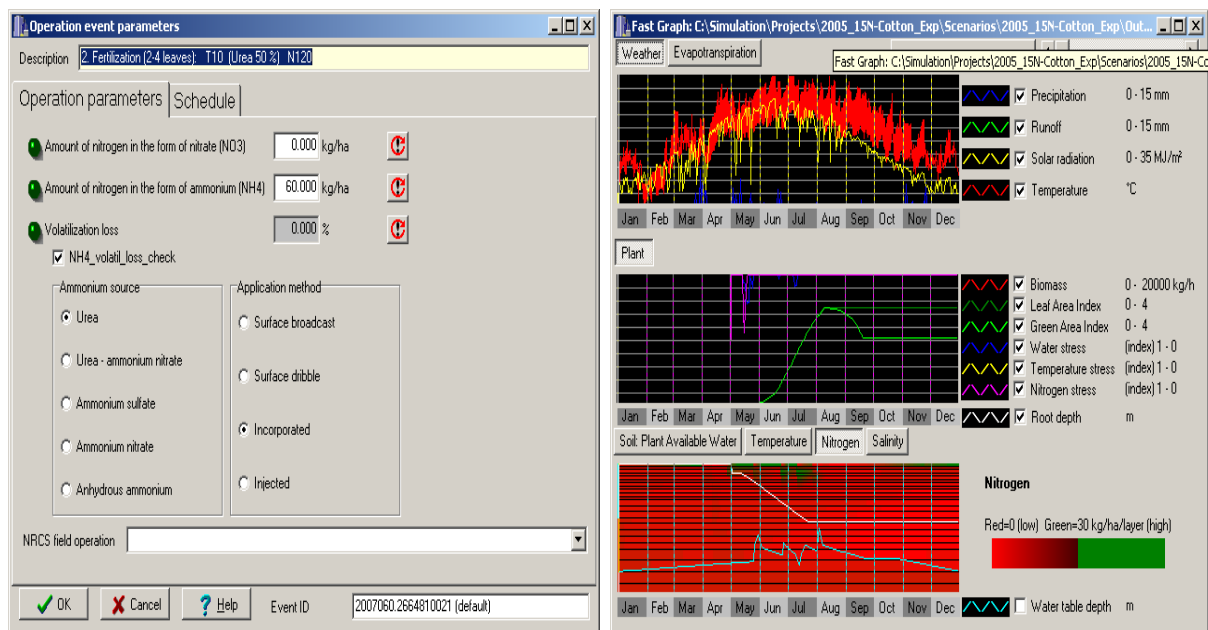 Operation event parameters
Description 2. Fertilization (2-4 leaves): T10 (Urea 50 %) N120
Operation parameters Schedule
Amount of nitrogen in the form of nitrate (NO3) 0.000 kg/ha
Amount of nitrogen in the form of ammonium (NH4) 60.000 kg/ha
Volatilization loss 0.000 %
NH4_volatil_loss_check
Ammonium source
Urea
Urea - ammonium nitrate
Ammonium sulfate
Ammonium nitrate
Anhydrous ammonium
Application method
Surface broadcast
Surface dribble
Incorporated
Injected
NRCS field operation
OK Cancel Help Event ID 2007060.2664810021 (default)
Fast Graph: C:\Simulation\Projects\2005_15N-Cotton_Exp\Scenarios\2005_15N-Cotton_Exp\Out...
Weather Evapotranspiration
Fast Graph: C:\Simulation\Projects\2005_15N-Cotton_Exp\Scenarios\2005_15N-Co
Precipitation 0 - 15 mm
Runoff 0 - 15 mm
Solar radiation 0 - 35 MJ/m²
Temperature °C
Jan Feb Mar Apr May Jun Jul Aug Sep Oct Nov Dec
Plant
Biomass 0 - 20000 kg/h
Leaf Area Index 0 - 4
Green Area Index 0 - 4
Water stress (index) 1 - 0
Temperature stress (index) 1 - 0
Nitrogen stress (index) 1 - 0
Jan Feb Mar Apr May Jun Jul Aug Sep Oct Nov Dec Root depth m
Soil: Plant Available Water Temperature Nitrogen Salinity
Nitrogen
Red=0 (low) Green=30 kg/ha/layer (high)
Jan Feb Mar Apr May Jun Jul Aug Sep Oct Nov Dec Water table depth m